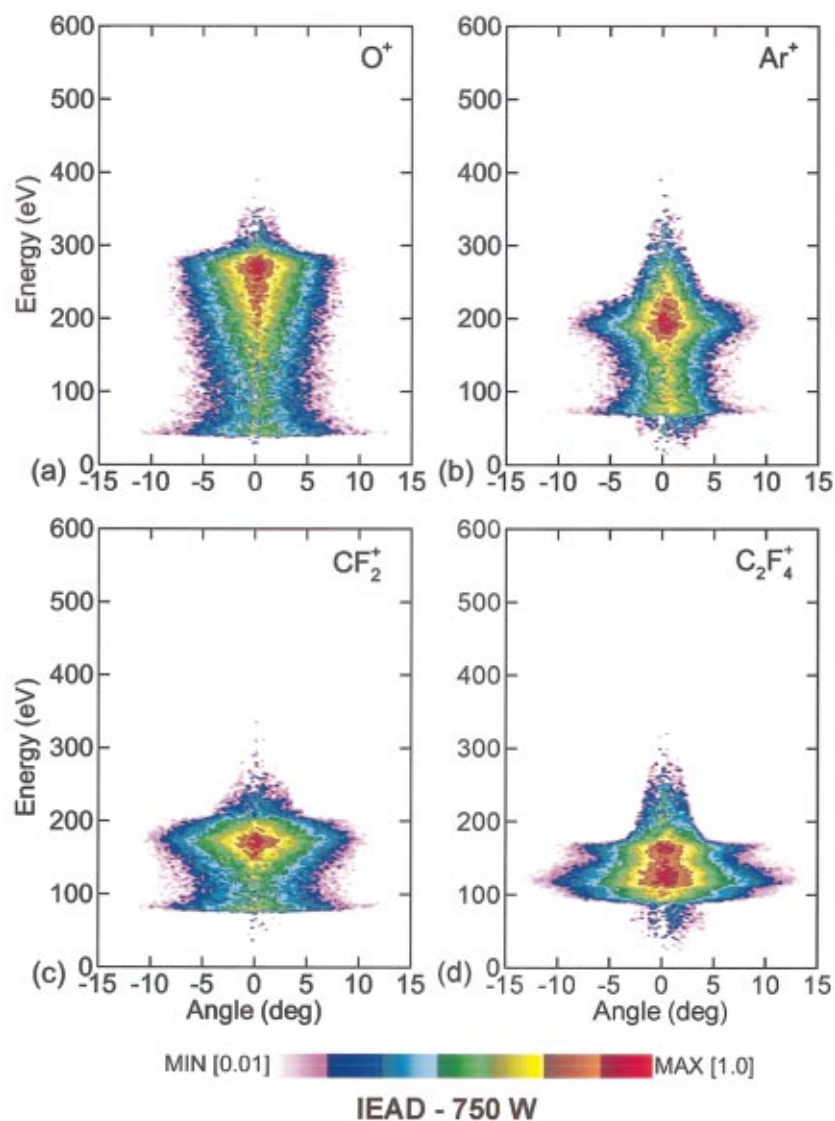 600
500
400
300
200
100
0
Energy (eV)
O⁺
(a)
-15 -10 -5 0 5 10 15
600
500
400
300
200
100
0
Ar⁺
(b)
-15 -10 -5 0 5 10 15
600
500
400
300
200
100
0
Energy (eV)
CF₂⁺
(c)
-15 -10 -5 0 5 10 15
Angle (deg)
600
500
400
300
200
100
0
C₂F₄⁺
(d)
-15 -10 -5 0 5 10 15
Angle (deg)
MIN [0.01] MAX [1.0]
IEAD - 750 W